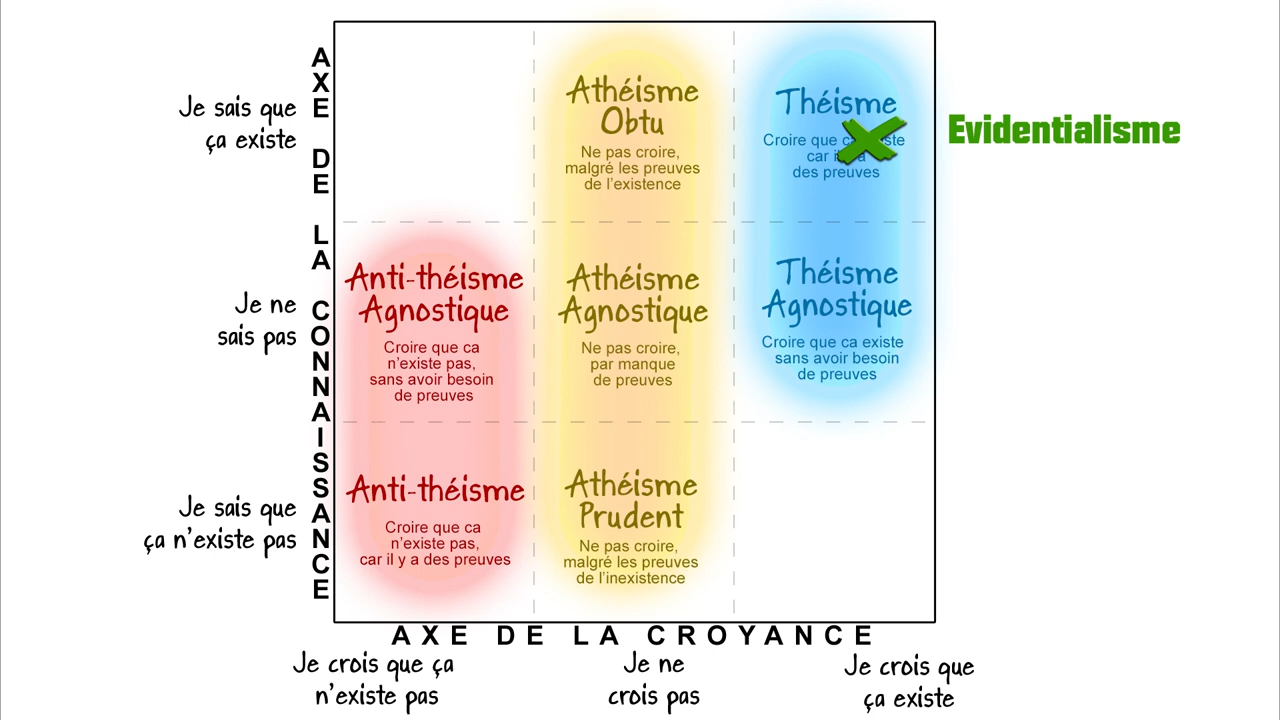 AXE DE LA CONNAISSANCE
Je sais que
ça existe
Je ne
sais pas
Je sais que
ça n'existe pas
Athéisme
Obtu
Ne pas croire,
malgré les preuves
de l'existence
Théisme
Croire que
car
des preuves
Evidentialisme
Anti-théisme
Agnostique
Croire que ca
n'existe pas,
sans avoir besoin
de preuves
Athéisme
Agnostique
Ne pas croire,
par manque
de preuves
Théisme
Agnostique
Croire que ca existe
sans avoir besoin
de preuves
Anti-théisme
Croire que ca
n'existe pas,
car il y a des preuves
Athéisme
Prudent
Ne pas croire,
malgré les preuves
de l'inexistence
AXE DE LA CROYANCE
Je crois que ça
n'existe pas
Je ne
crois pas
Je crois que
ça existe